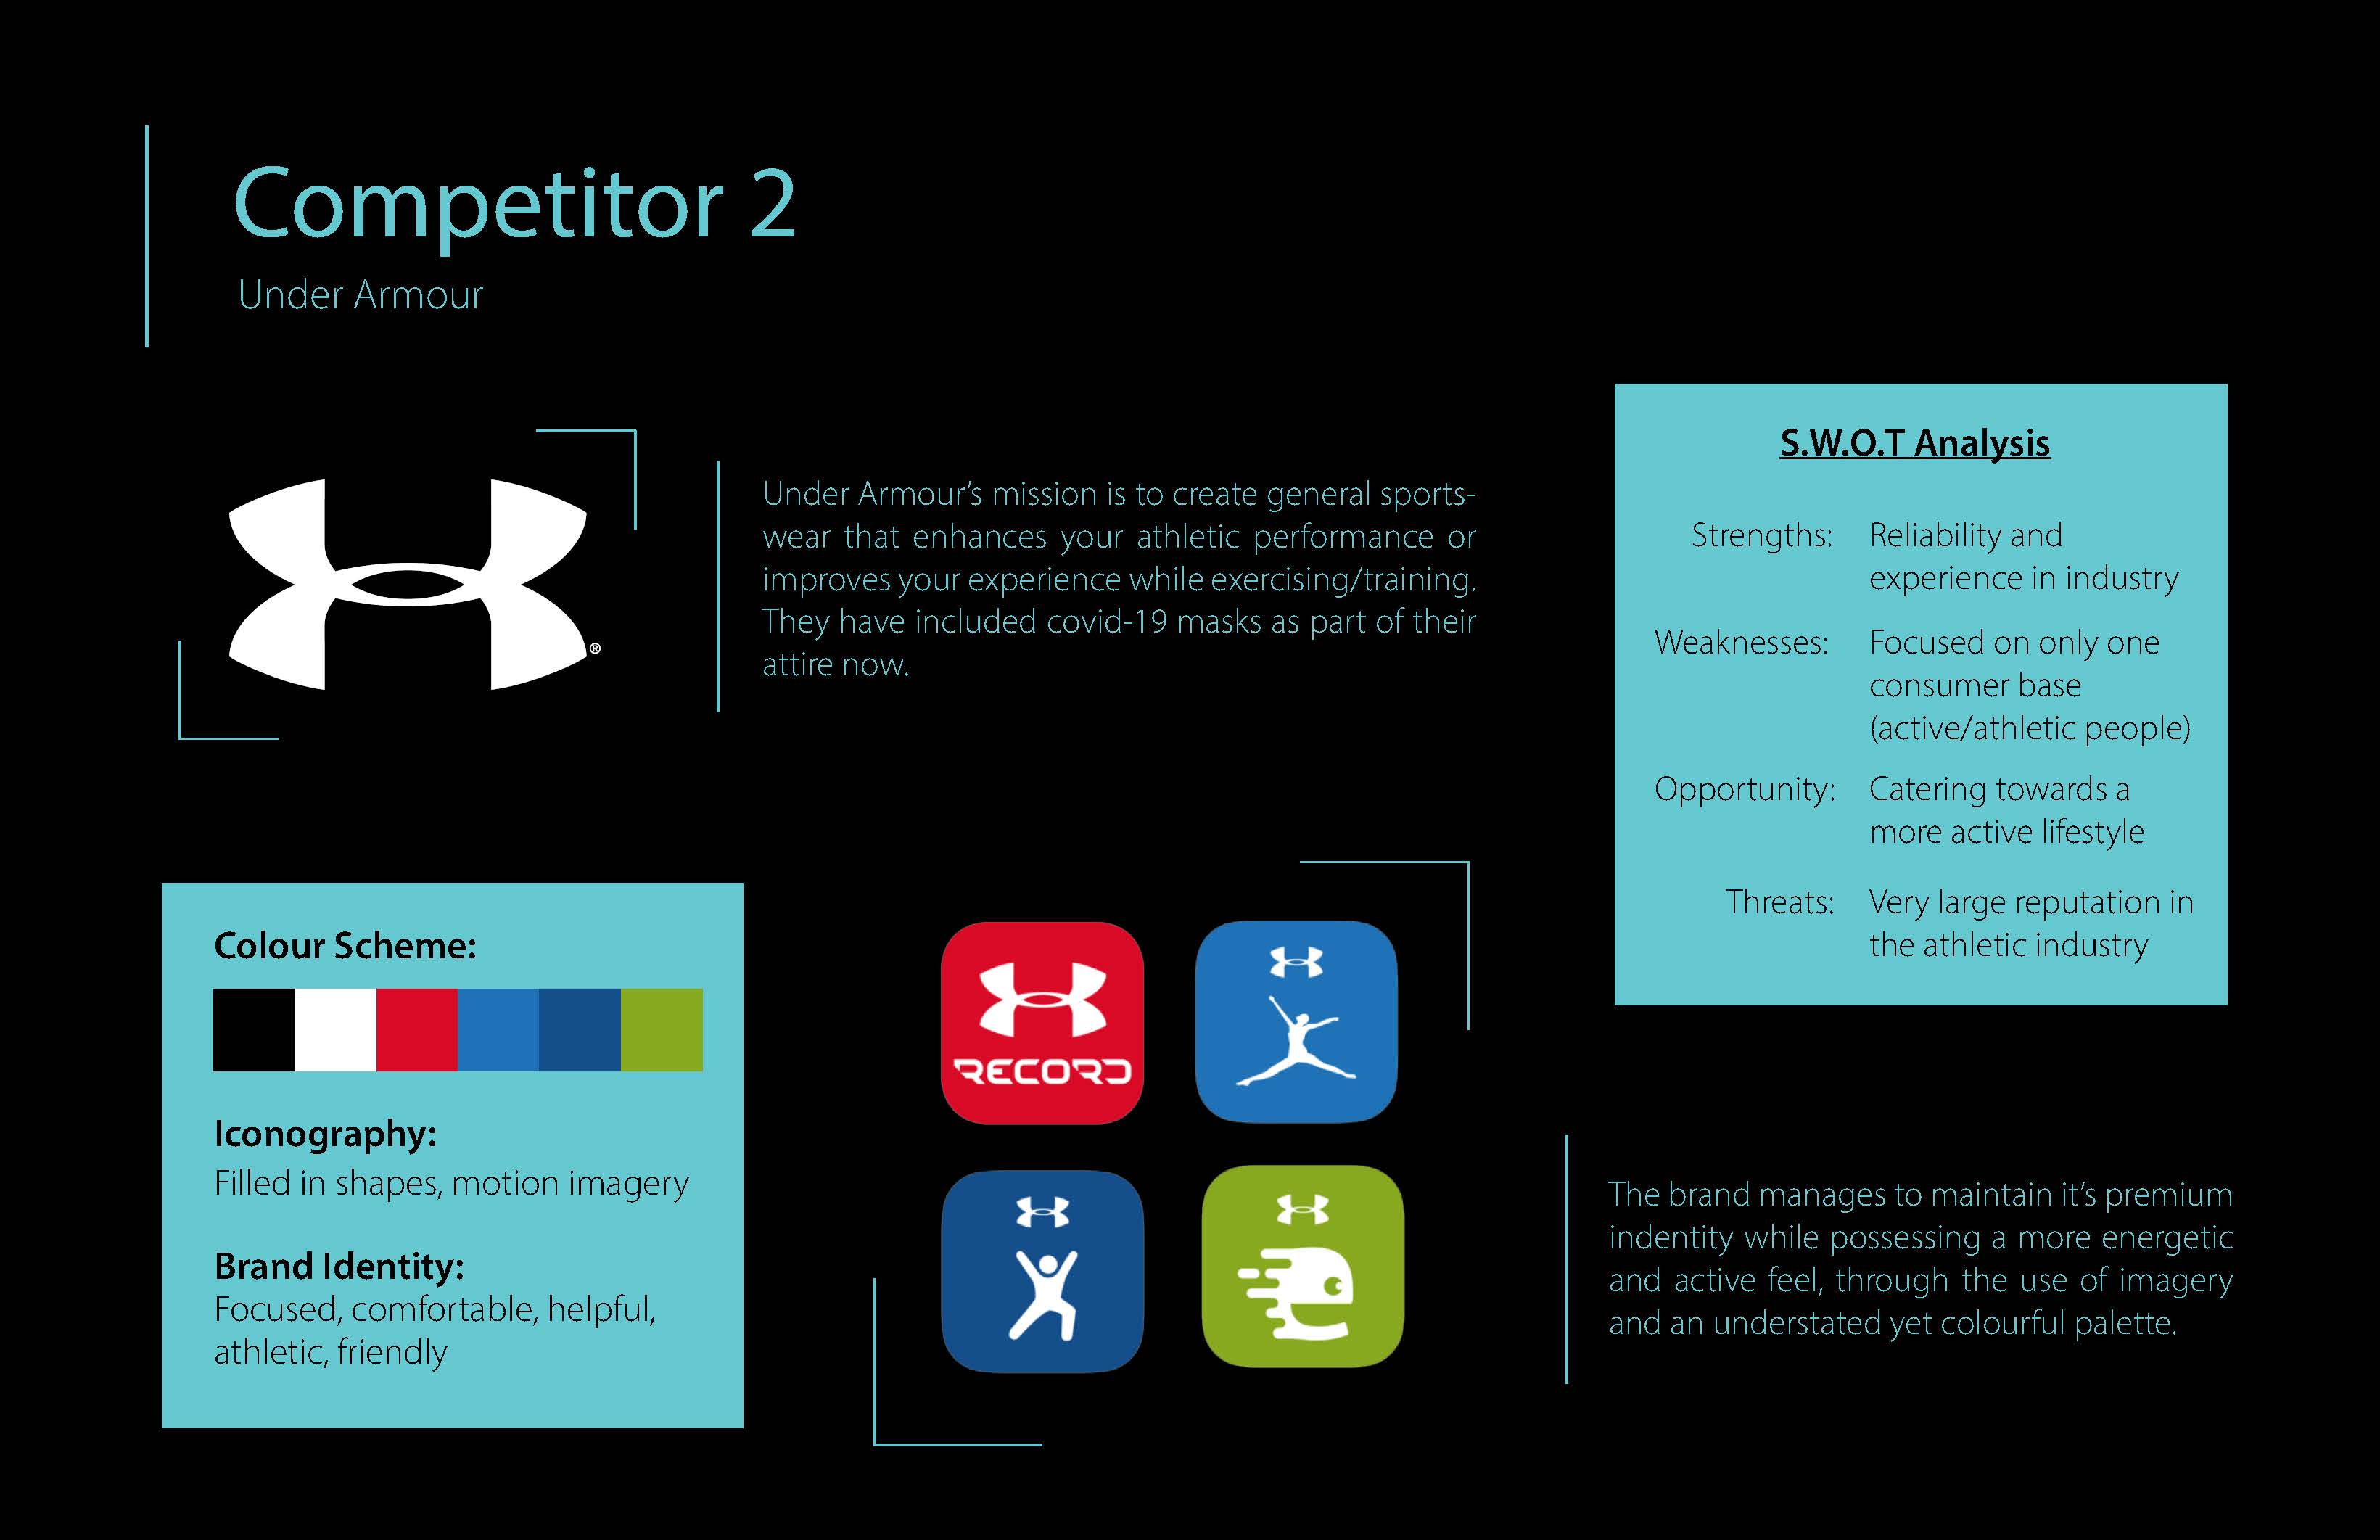 Competitor 2
Under Armour
®
Under Armour’s mission is to create general sports-
wear that enhances your athletic performance or
improves your experience while exercising/training.
They have included covid-19 masks as part of their
attire now.
S.W.O.T Analysis
Strengths: Reliability and
experience in industry
Weaknesses: Focused on only one
consumer base
(active/athletic people)
Opportunity: Catering towards a
more active lifestyle
Threats: Very large reputation in
the athletic industry
Colour Scheme:
Iconography:
Filled in shapes, motion imagery
Brand Identity:
Focused, comfortable, helpful,
athletic, friendly
RECORD
The brand manages to maintain it’s premium
indentity while possessing a more energetic
and active feel, through the use of imagery
and an understated yet colourful palette.